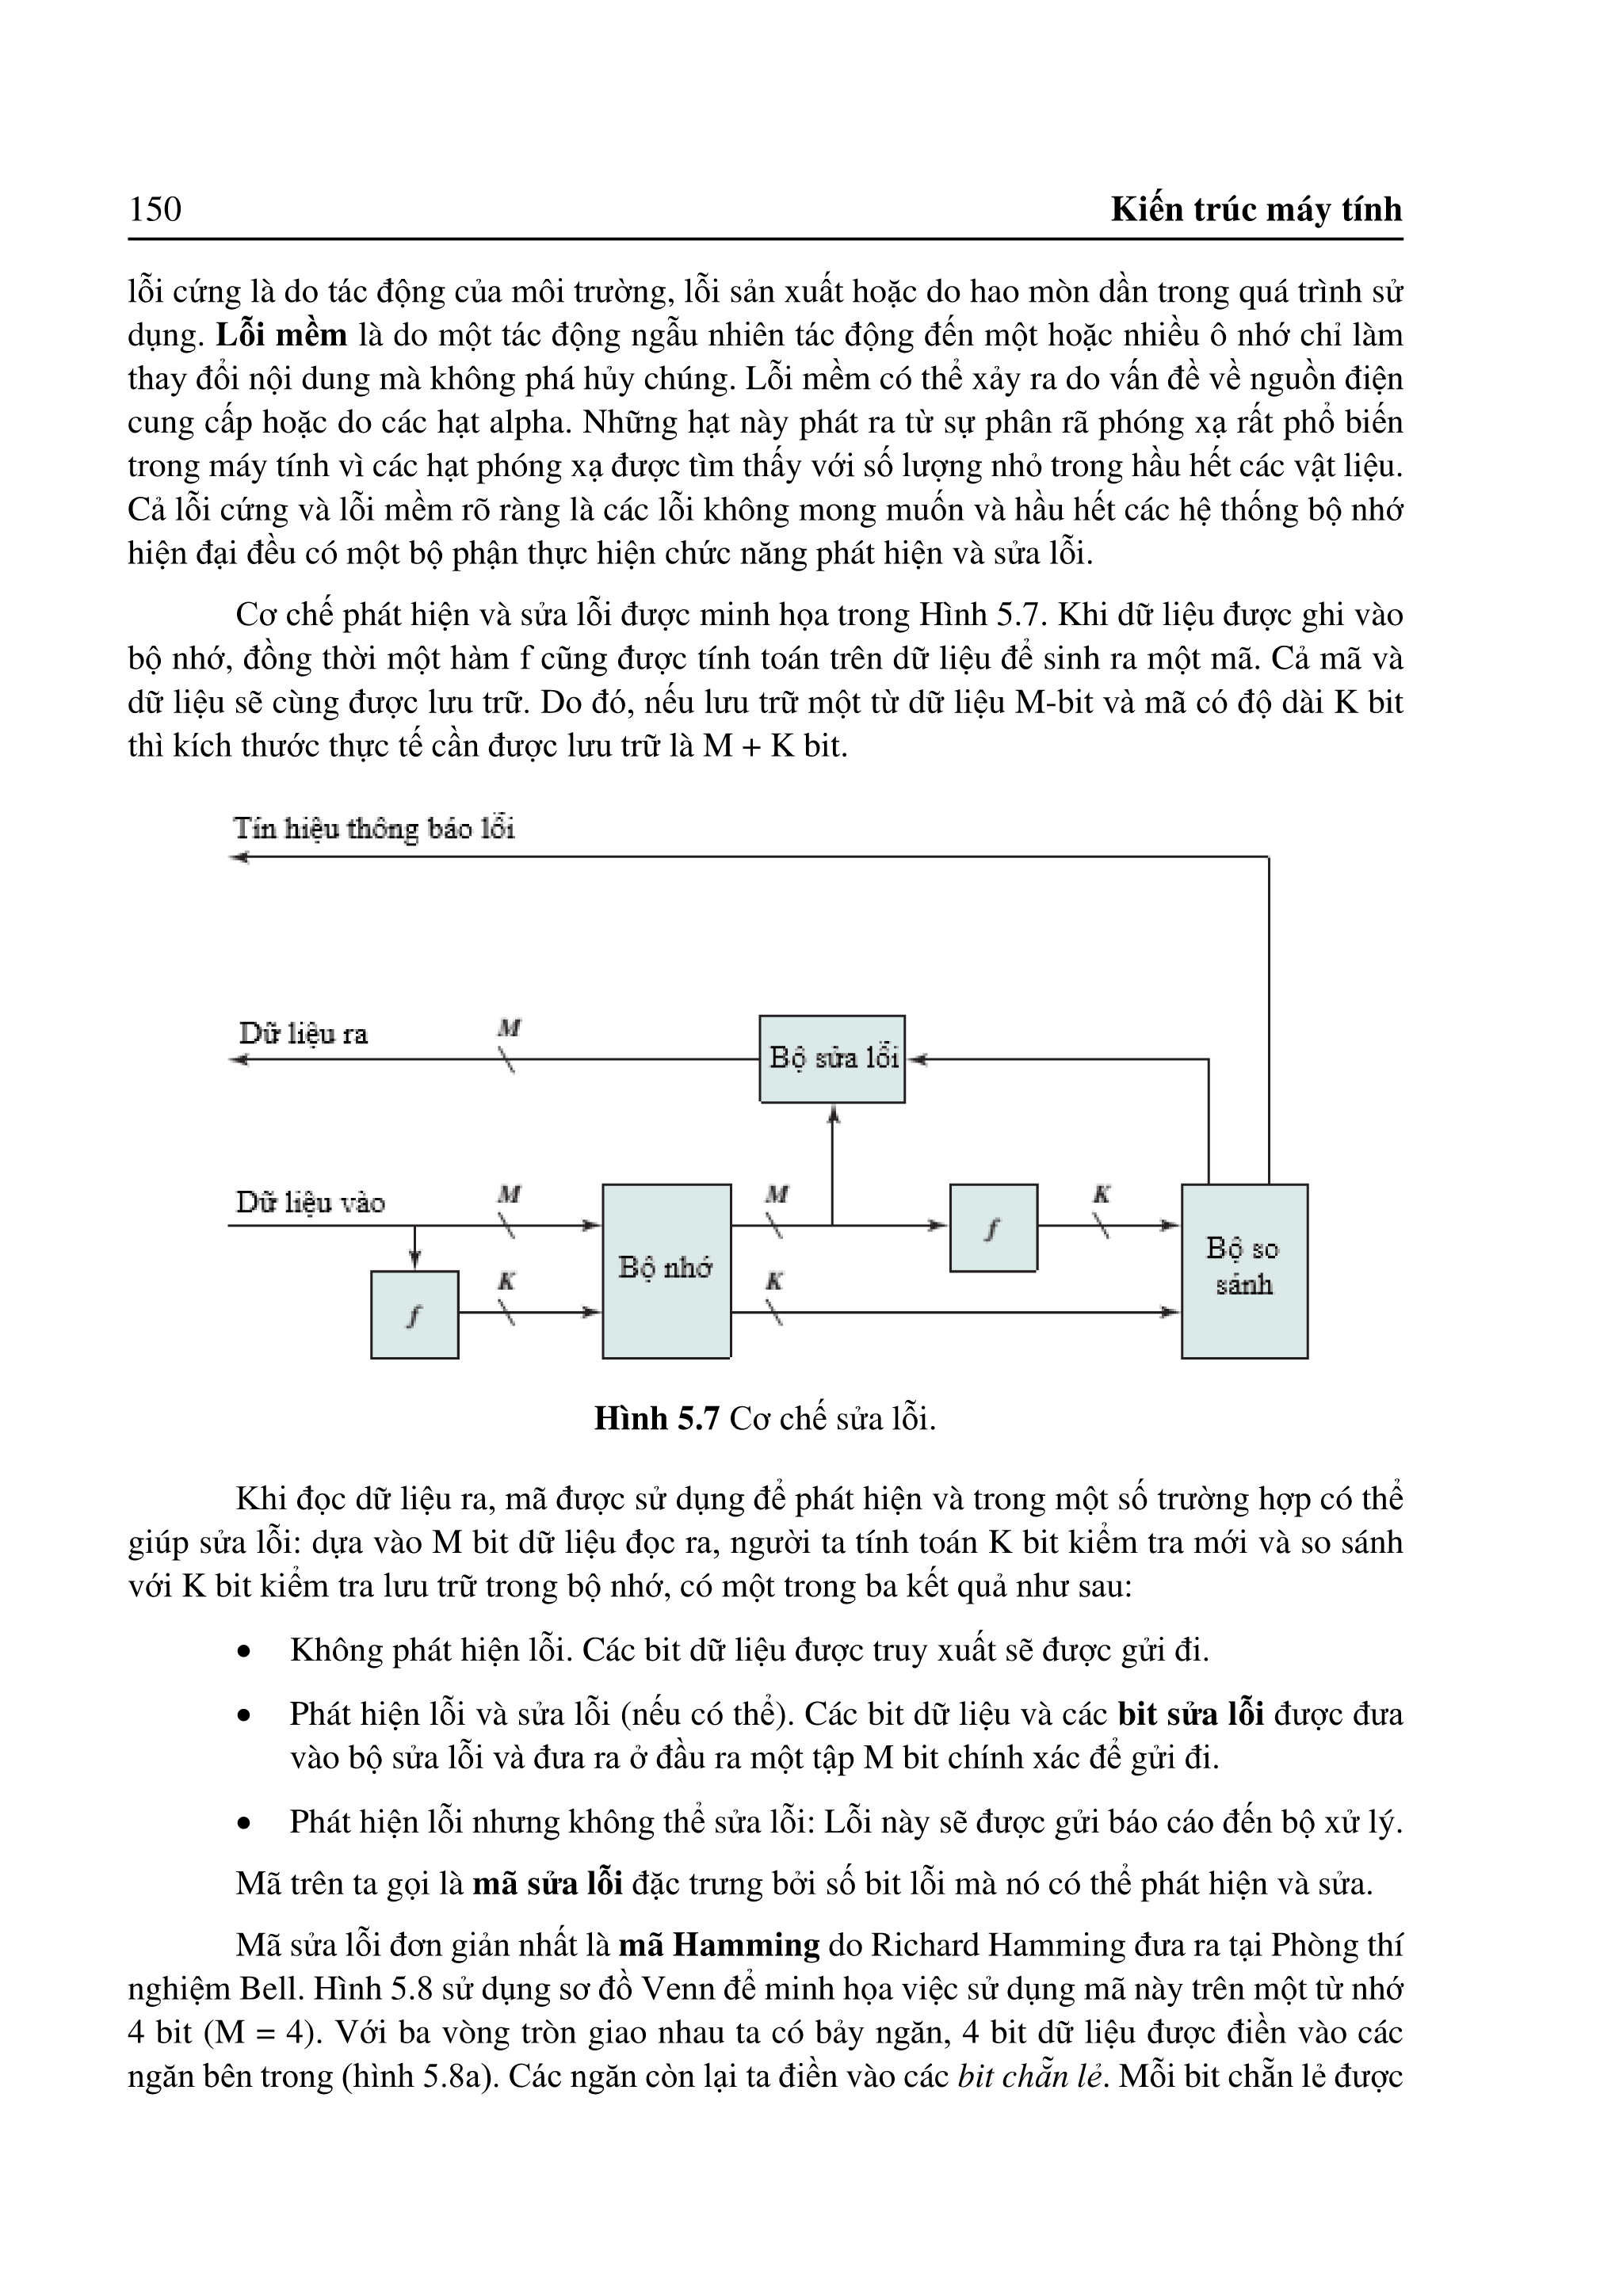 150
Kiến trúc máy tính
lỗi cứng là do tác động của môi trường, lỗi sản xuất hoặc do hao mòn dần trong quá trình sử
dụng. Lỗi mềm là do một tác động ngẫu nhiên tác động đến một hoặc nhiều ô nhớ chỉ làm
thay đổi nội dung mà không phá hủy chúng. Lỗi mềm có thể xảy ra do vấn đề về nguồn điện
cung cấp hoặc do các hạt alpha. Những hạt này phát ra từ sự phân rã phóng xạ rất phổ biến
trong máy tính vì các hạt phóng xạ được tìm thấy với số lượng nhỏ trong hầu hết các vật liệu.
Cả lỗi cứng và lỗi mềm rõ ràng là các lỗi không mong muốn và hầu hết các hệ thống bộ nhớ
hiện đại đều có một bộ phận thực hiện chức năng phát hiện và sửa lỗi.
Cơ chế phát hiện và sửa lỗi được minh họa trong Hình 5.7. Khi dữ liệu được ghi vào
bộ nhớ, đồng thời một hàm f cũng được tính toán trên dữ liệu để sinh ra một mã. Cả mã và
dữ liệu sẽ cùng được lưu trữ. Do đó, nếu lưu trữ một từ dữ liệu M-bit và mã có độ dài K bit
thì kích thước thực tế cần được lưu trữ là M + K bit.
Tín hiệu thông báo lỗi
Dữ liệu ra
M
Bộ sửa lỗi
Dữ liệu vào
M
M
K
f
Bộ nhớ
Bộ so
sánh
K
K
f
Hình 5.7 Cơ chế sửa lỗi.
Khi đọc dữ liệu ra, mã được sử dụng để phát hiện và trong một số trường hợp có thể
giúp sửa lỗi: dựa vào M bit dữ liệu đọc ra, người ta tính toán K bit kiểm tra mới và so sánh
với K bit kiểm tra lưu trữ trong bộ nhớ, có một trong ba kết quả như sau:
• Không phát hiện lỗi. Các bit dữ liệu được truy xuất sẽ được gửi đi.
• Phát hiện lỗi và sửa lỗi (nếu có thể). Các bit dữ liệu và các bit sửa lỗi được đưa
vào bộ sửa lỗi và đưa ra ở đầu ra một tập M bit chính xác để gửi đi.
• Phát hiện lỗi nhưng không thể sửa lỗi: Lỗi này sẽ được gửi báo cáo đến bộ xử lý.
Mã trên ta gọi là mã sửa lỗi đặc trưng bởi số bit lỗi mà nó có thể phát hiện và sửa.
Mã sửa lỗi đơn giản nhất là mã Hamming do Richard Hamming đưa ra tại Phòng thí
nghiệm Bell. Hình 5.8 sử dụng sơ đồ Venn để minh họa việc sử dụng mã này trên một từ nhớ
4 bit (M = 4). Với ba vòng tròn giao nhau ta có bảy ngăn, 4 bit dữ liệu được điền vào các
ngăn bên trong (hình 5.8a). Các ngăn còn lại ta điền vào các bit chẵn lẻ. Mỗi bit chẵn lẻ được